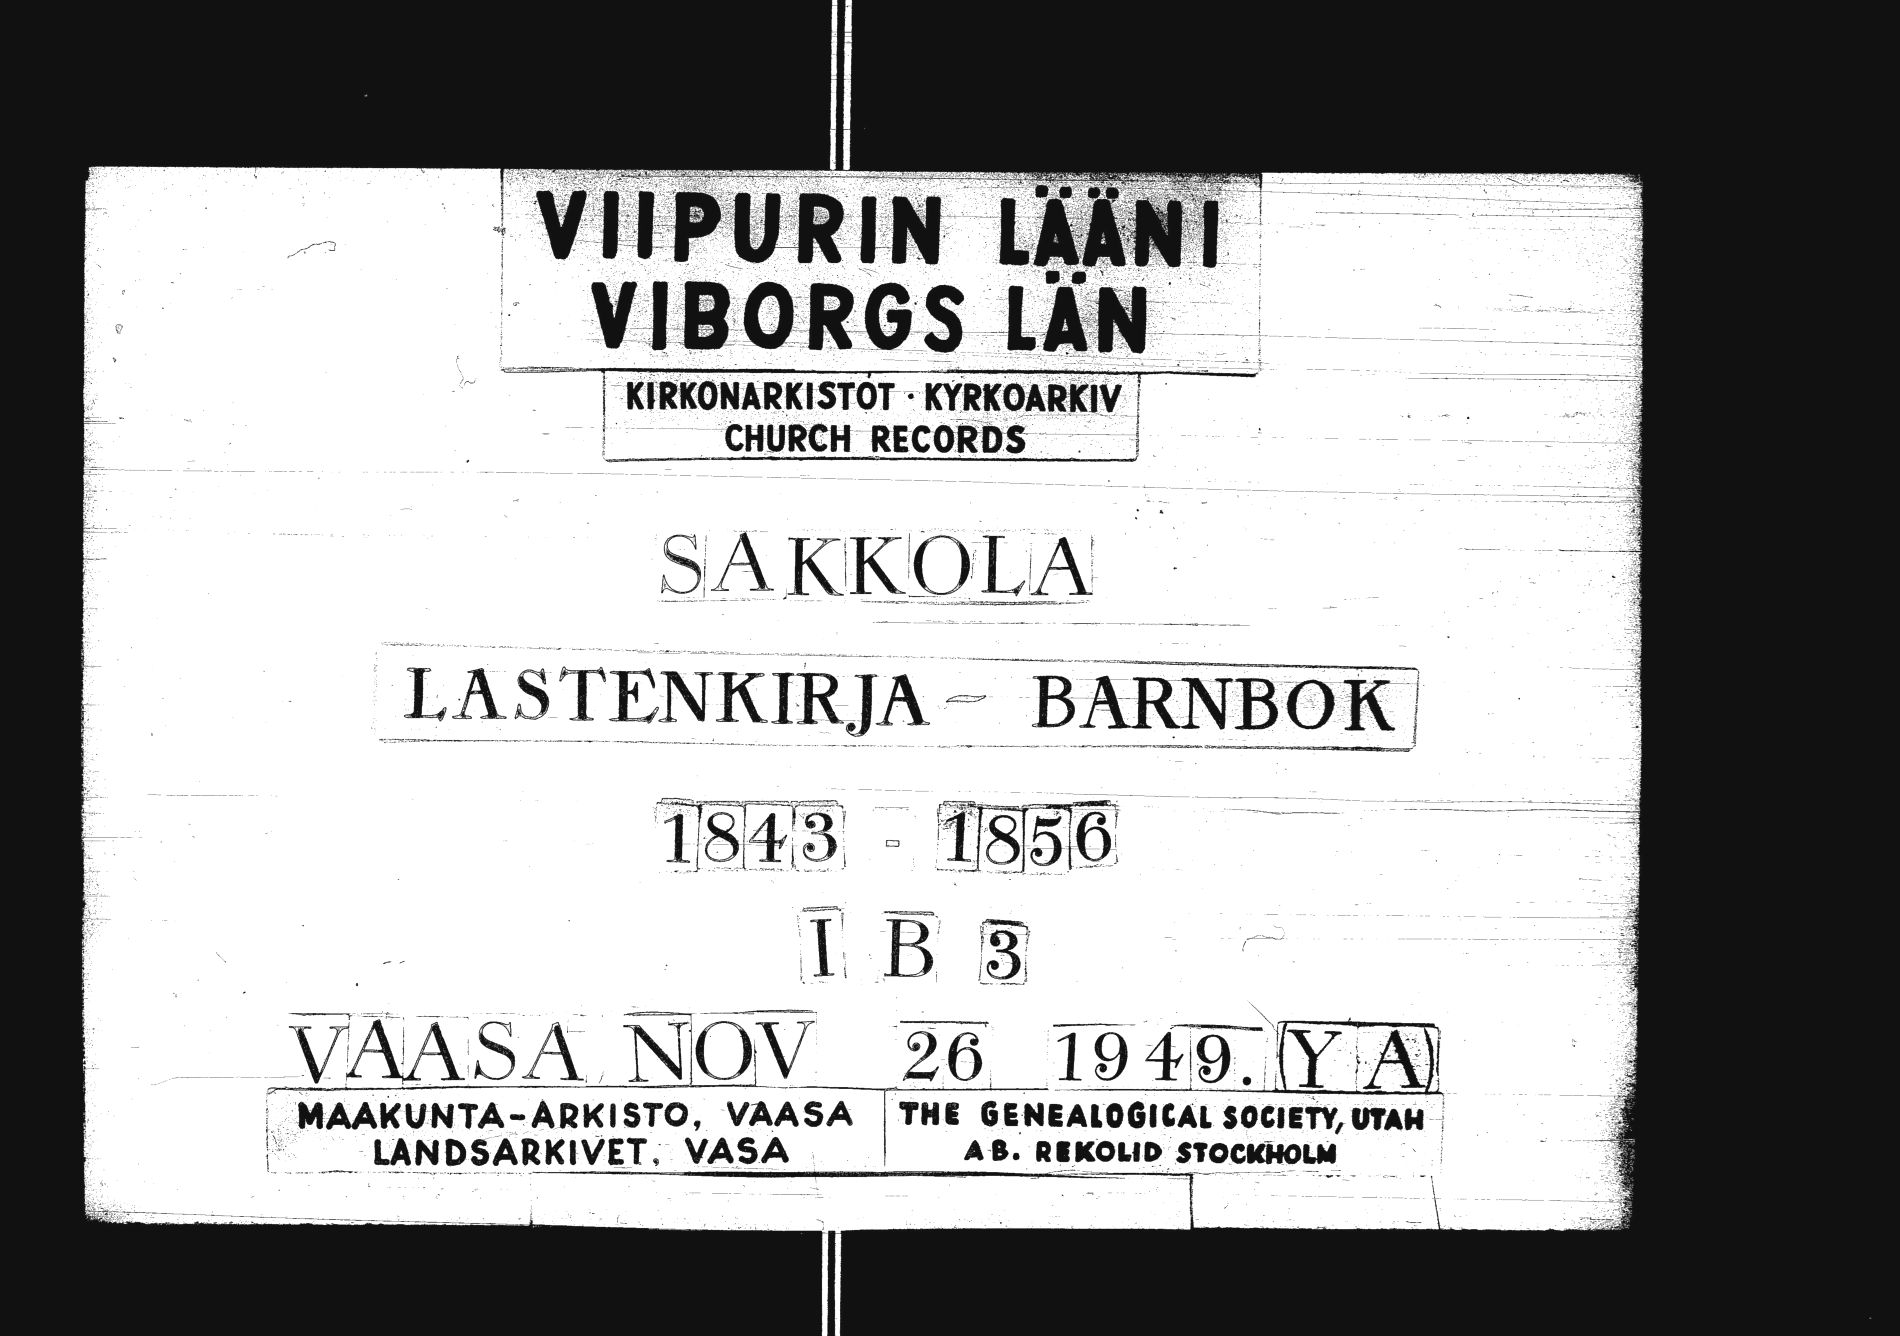 VIIPURIN LÄÄNI
VIBORGS LÄN
KIRKONARKISTOT · KYRKOARKIV
CHURCH RECORDS
SAKKOLA
LASTENKIRJA - BARNBOK
1843 - 1856
I B 3
VAASA NOV 26 1949. (YA)
MAAKUNTA-ARKISTO, VAASA
LANDSARKIVET, VASA
THE GENEALOGICAL SOCIETY, UTAH
AB. REKOLID STOCKHOLM